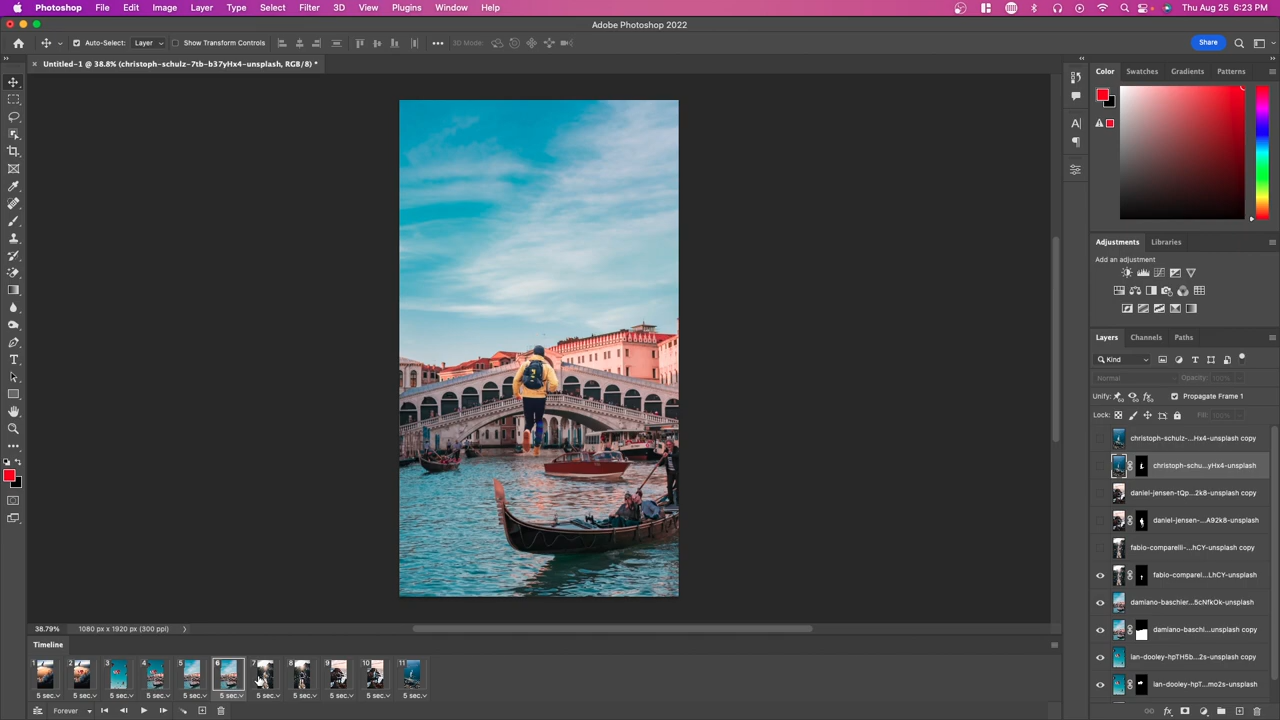 Photoshop File Edit Image Layer Type Select Filter 3D View Plugins Window Help Thu Aug 25 6:23 PM
Adobe Photoshop 2022
Auto-Select: Layer Show Transform Controls 3D Mode: Share
Untitled-1 @ 38.8% (christoph-schulz-7tb-b37yHx4-unsplash, RGB/8) *
Color Swatches Gradients Patterns
Adjustments Libraries
Add an adjustment
Layers Channels Paths
Kind
Normal Opacity: 100%
Unify: Propagate Frame 1
Lock: Fill: 100%
christoph-schulz-...Hx4-unsplash copy
christoph-schu...yHx4-unsplash
daniel-jensen-tQp...2k8-unsplash copy
daniel-jensen-...A92k8-unsplash
fabio-comparelli-...hCY-unsplash copy
fabio-comparel...LhCY-unsplash
damiano-baschier...5cNfkOk-unsplash
damiano-baschi...-unsplash
ian-dooley-hpTH5b...2s-unsplash copy
ian-dooley-hpT...mo2s-unsplash
38.79% 1080 px x 1920 px (300 ppi)
Timeline
1 2 3 4 5 6 7 8 9 10 11
5 sec. 5 sec. 5 sec. 5 sec. 5 sec. 5 sec. 5 sec. 5 sec. 5 sec. 5 sec. 5 sec.
Forever